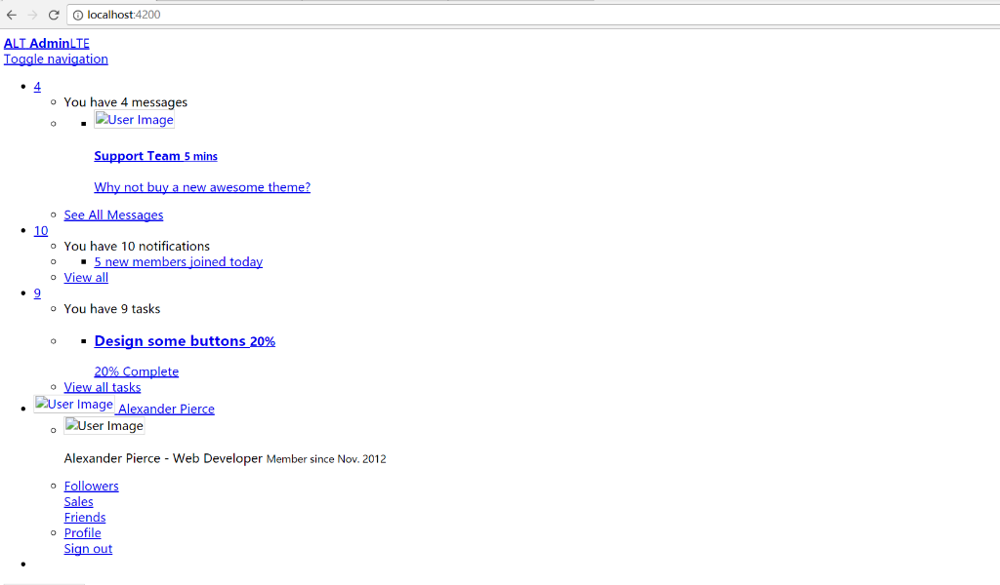 localhost:4200
ALT AdminLTE
Toggle navigation
4
You have 4 messages
User Image
Support Team 5 mins
Why not buy a new awesome theme?
See All Messages
10
You have 10 notifications
5 new members joined today
View all
9
You have 9 tasks
Design some buttons 20%
20% Complete
View all tasks
User Image Alexander Pierce
User Image
Alexander Pierce - Web Developer Member since Nov. 2012
Followers
Sales
Friends
Profile
Sign out